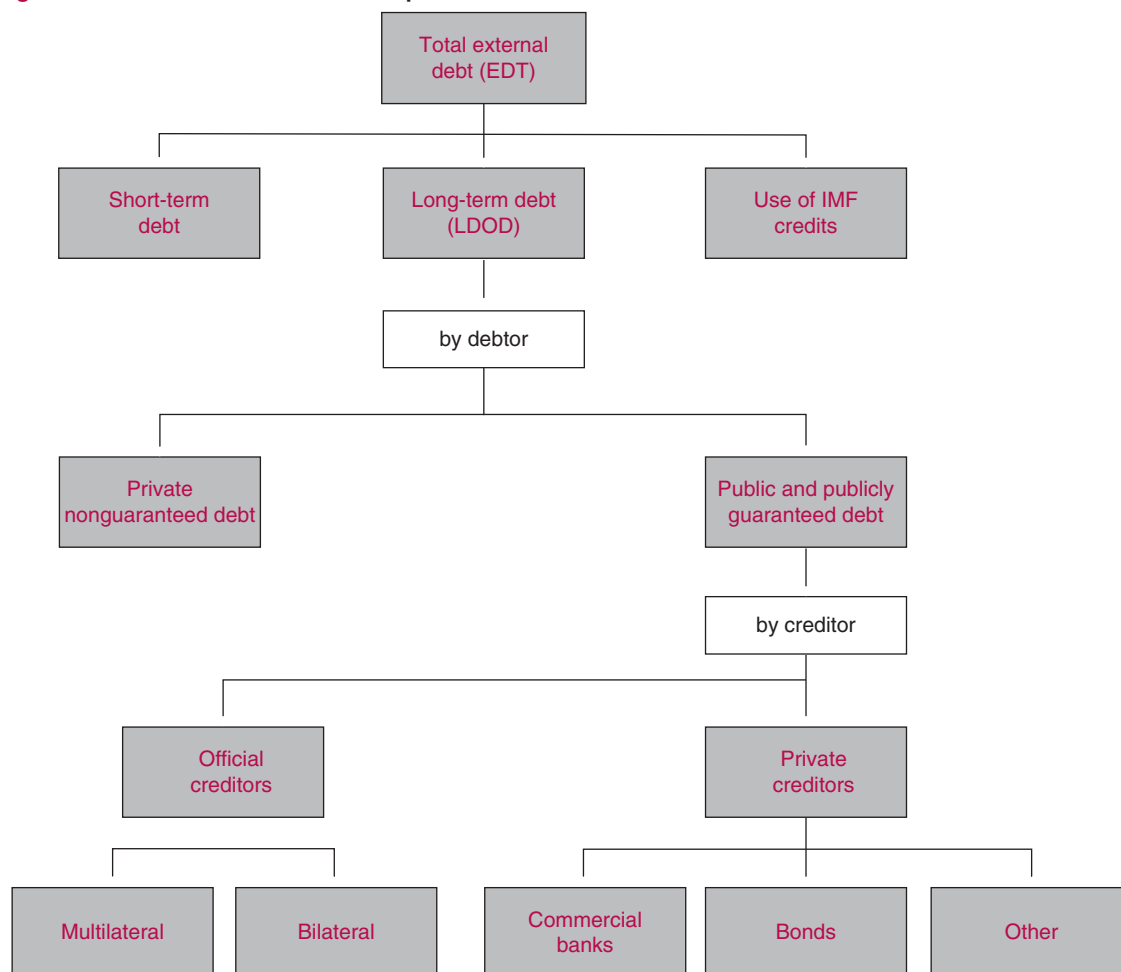 Total external
debt (EDT)
Short-term
debt
Long-term debt
(LDOD)
Use of IMF
credits
by debtor
Private
nonguaranteed debt
Public and publicly
guaranteed debt
by creditor
Official
creditors
Private
creditors
Multilateral
Bilateral
Commercial
banks
Bonds
Other